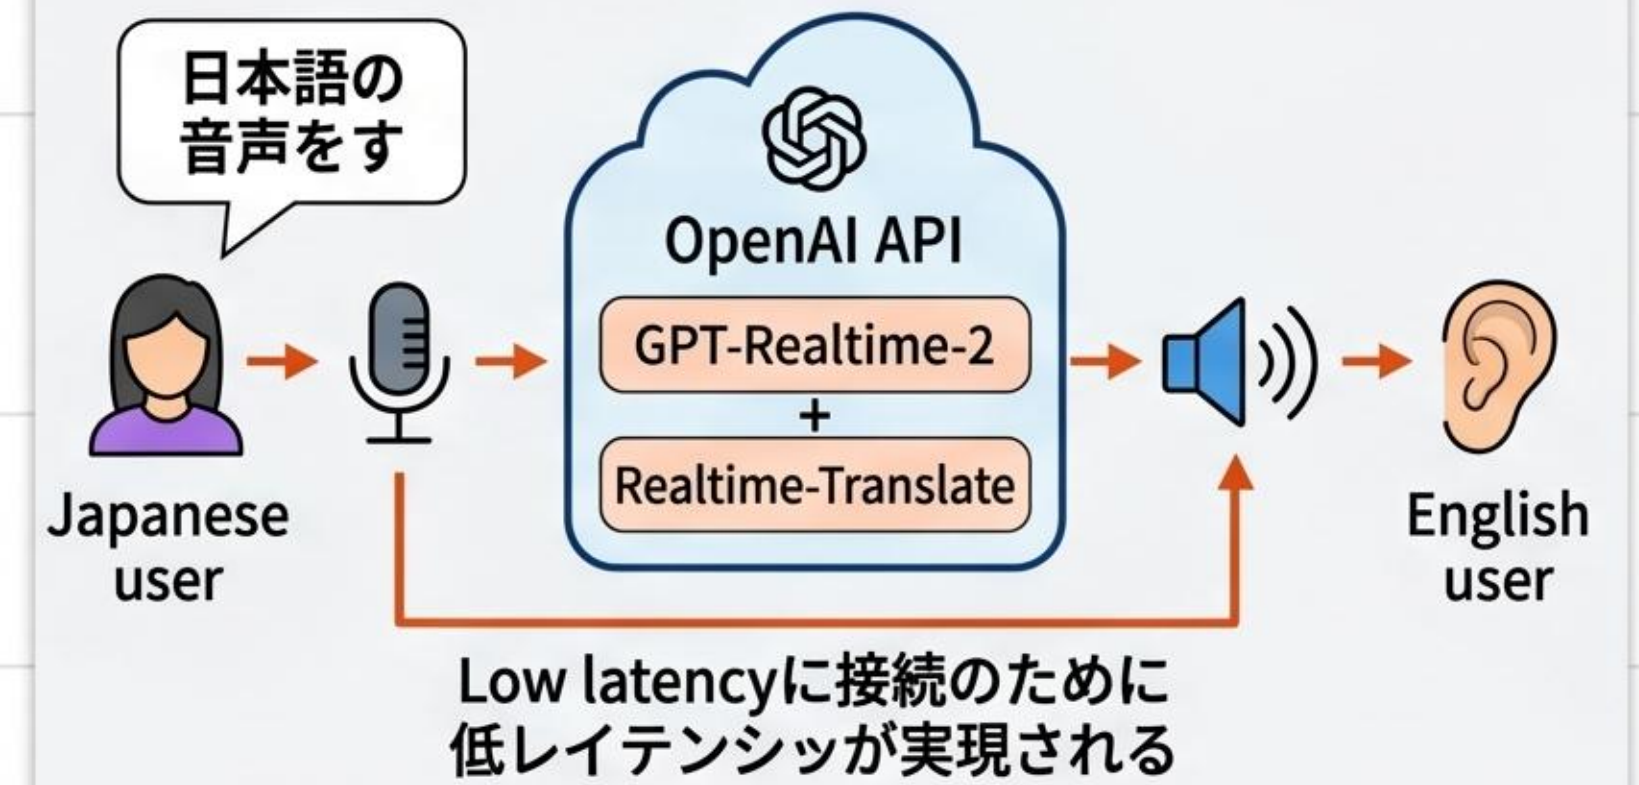 日本語の
音声をす
OpenAI API
GPT-Realtime-2
+
Realtime-Translate
Japanese
user
English
user
Low latencyに接続のために
低レイテンシッが実現される